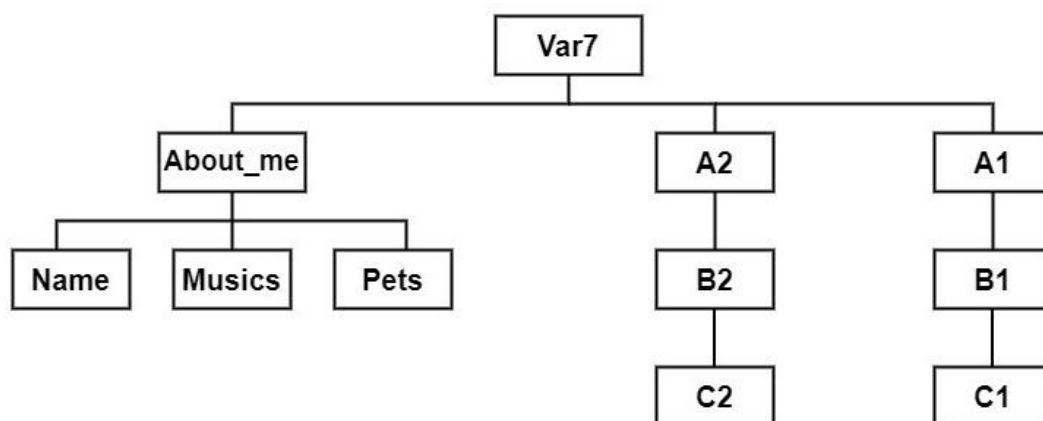 Var7
About_me
A2
A1
Name
Musics
Pets
B2
B1
C2
C1